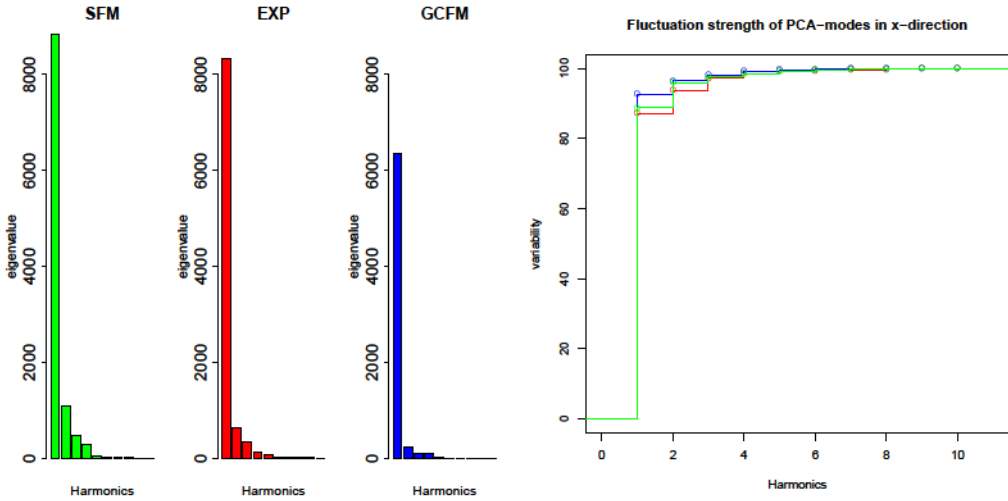 SFM
eigenvalue
0 2000 4000 6000 8000
Harmonics
EXP
eigenvalue
0 2000 4000 6000 8000
Harmonics
GCFM
eigenvalue
0 2000 4000 6000 8000
Harmonics
Fluctuation strength of PCA−modes in x−direction
variability
0 20 40 60 80 100
0 2 4 6 8 10
Harmonics